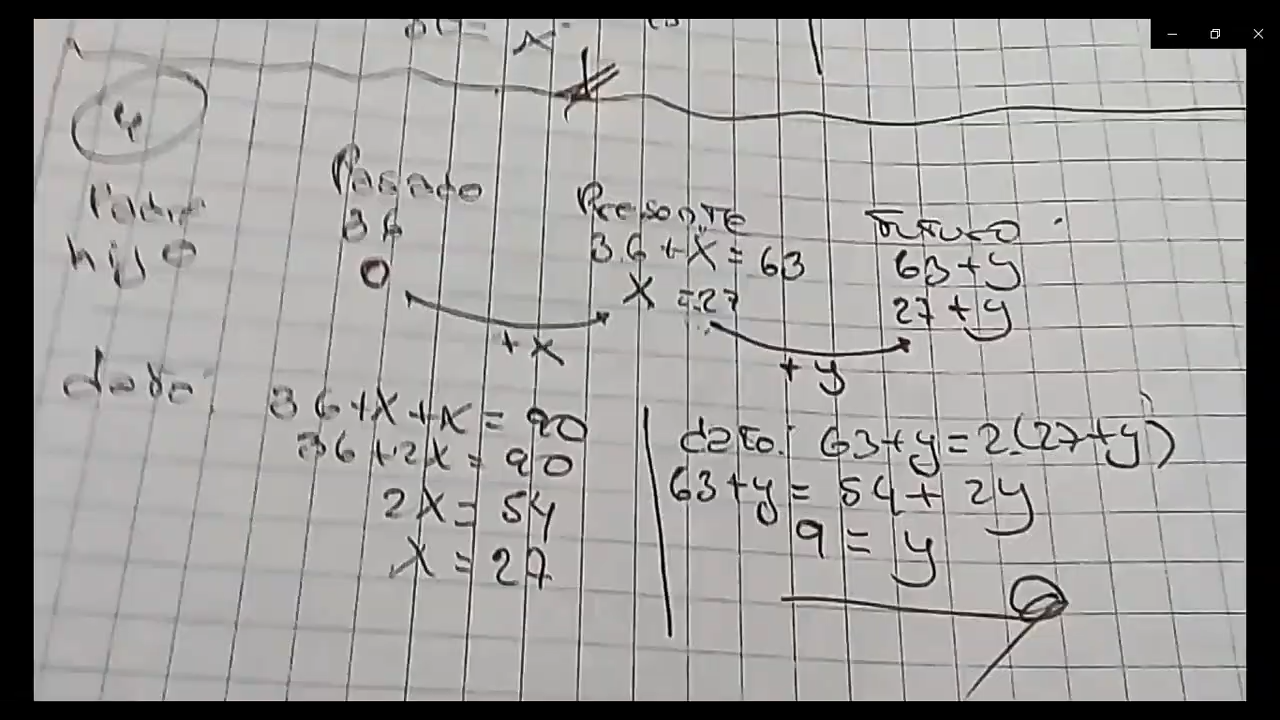 4
Pasado Presente Futuro
Padre 36 36 + x = 63 63 + y
hijo 0 x = 27 27 + y
+ x + y
dato: 36 + x + x = 90
36 + 2x = 90
2x = 54
x = 27
dato: 63 + y = 2(27 + y)
63 + y = 54 + 2y
9 = y